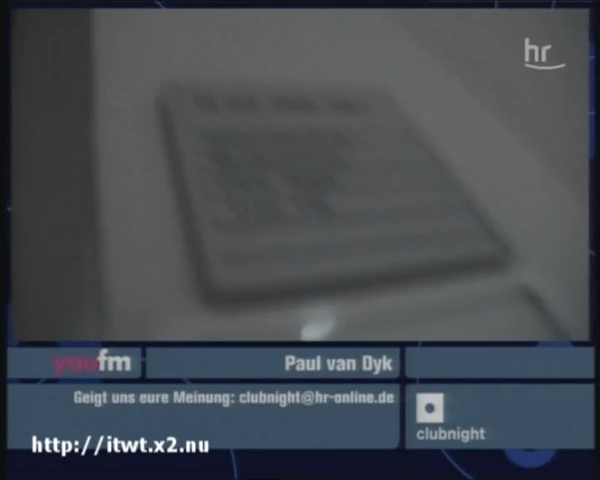 hr
youfm
Paul van Dyk
Geigt uns eure Meinung: clubnight@hr-online.de
clubnight
http://itwt.x2.nu